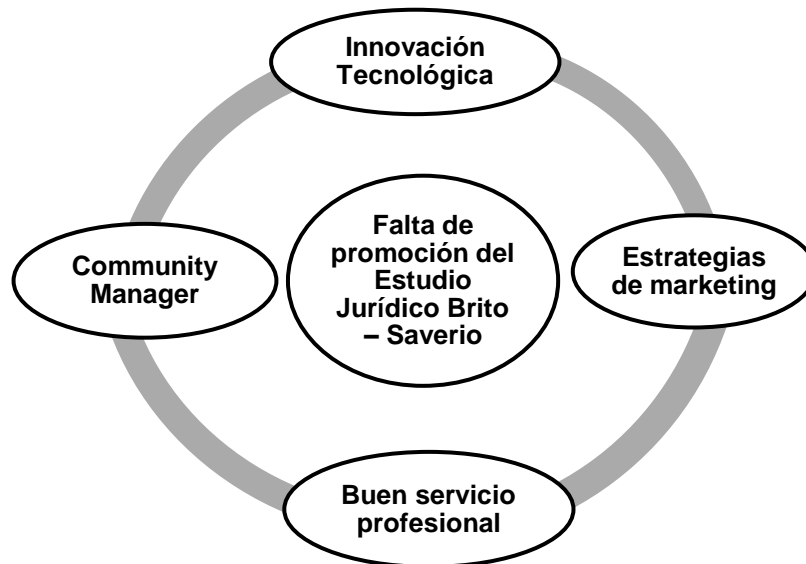 Innovación
Tecnológica
Community
Manager
Falta de
promoción del
Estudio
Jurídico Brito
– Saverio
Estrategias
de marketing
Buen servicio
profesional